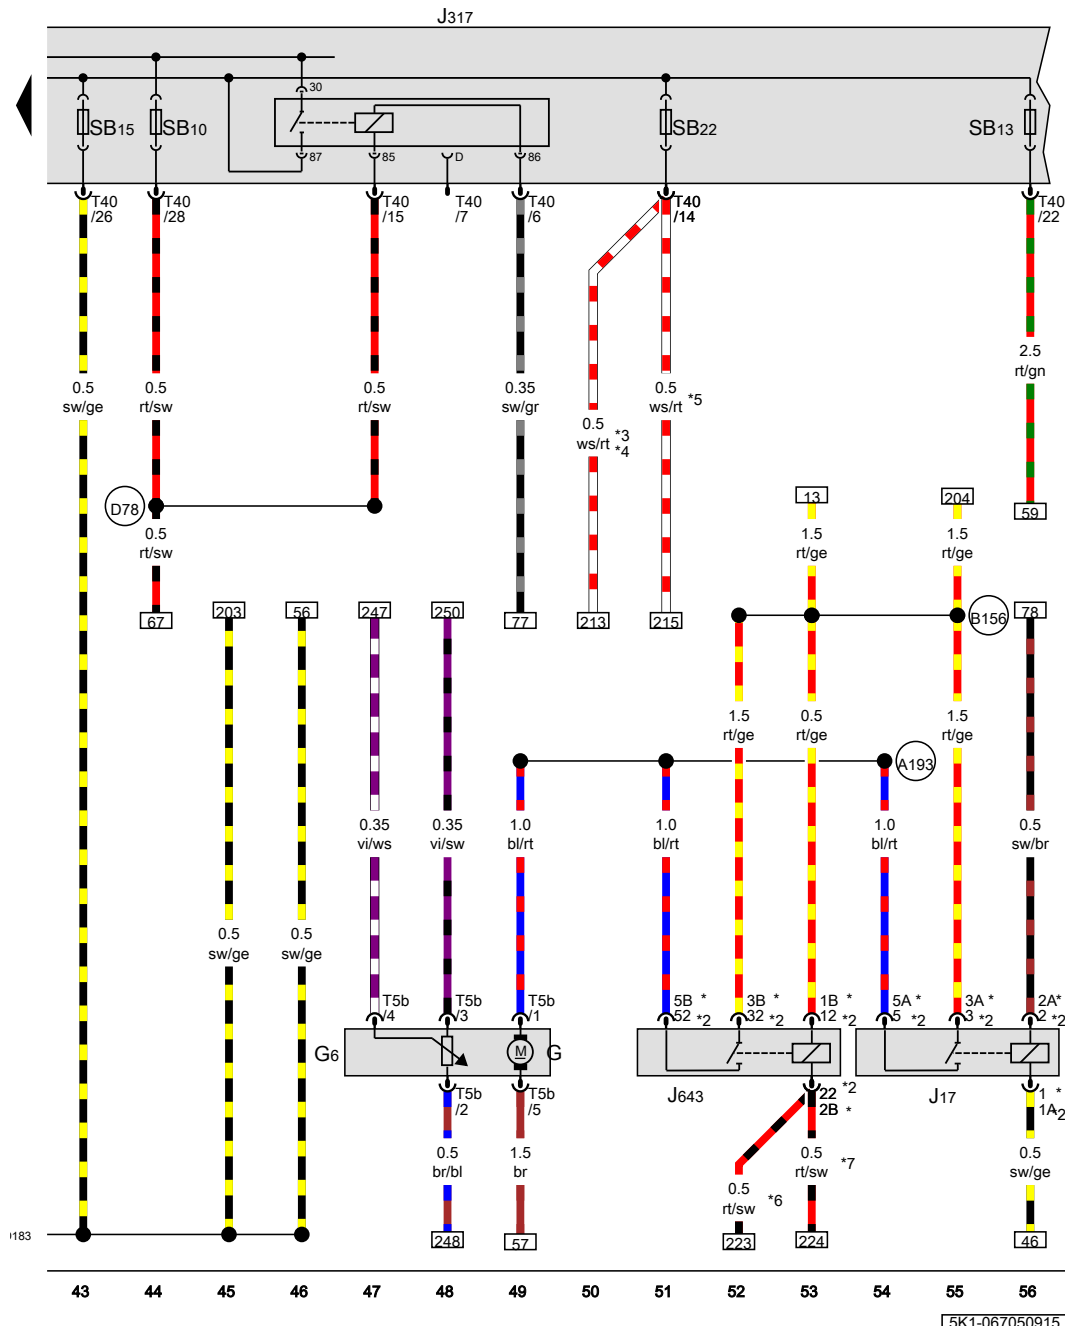 J317
30
SB15
SB10
SB22
SB13
87
85
D
86
T40 /26
T40 /28
T40 /15
T40 /7
T40 /6
T40 /14
T40 /22
2.5 rt/gn
0.5 sw/ge
0.5 rt/sw
0.5 rt/sw
0.35 sw/gr
0.5 ws/rt *5
0.5 ws/rt *3 *4
13
204
59
D78
0.5 rt/sw
1.5 rt/ge
1.5 rt/ge
67
203
56
247
250
77
213
215
B156
78
1.5 rt/ge
0.5 rt/ge
1.5 rt/ge
A193
0.35 vi/ws
0.35 vi/sw
1.0 bl/rt
1.0 bl/rt
1.0 bl/rt
0.5 sw/br
0.5 sw/ge
0.5 sw/ge
T5b /4
T5b /3
T5b /1
5B * 52 *2
3B * 32 *2
1B * 12 *2
5A * 5 *2
3A * 3 *2
2A * 2 *2
G6
M
G
T5b /2
T5b /5
J643
22 *2
2B *
J17
1 *
1A *2
0.5 br/bl
1.5 br
0.5 rt/sw *7
0.5 sw/ge
0.5 rt/sw *6
183
248
57
223
224
46
43 44 45 46 47 48 49 50 51 52 53 54 55 56
5K1-067050915